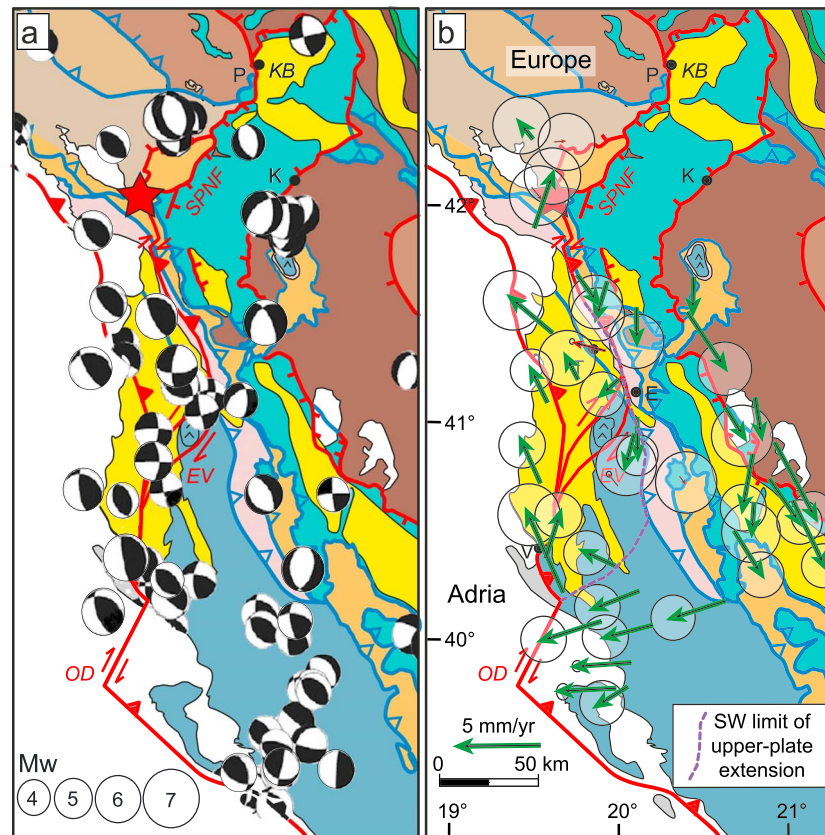 a
P
KB
K
SPNF
EV
OD
Mw
4
5
6
7
b
Europe
P
KB
SPNF
K
42°
E
41°
EV
V
Adria
40°
OD
5 mm/yr
0
50 km
SW limit of
upper-plate
extension
19°
20°
21°